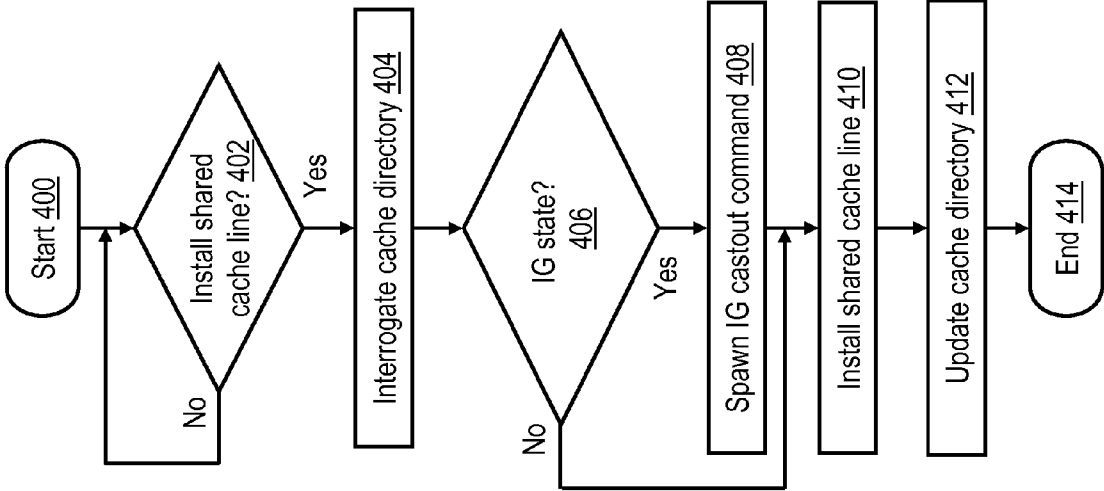 Start 400
Install shared
cache line? 402
No
Yes
Interrogate cache directory 404
IG state?
406
No
Yes
Spawn IG castout command 408
Install shared cache line 410
Update cache directory 412
End 414